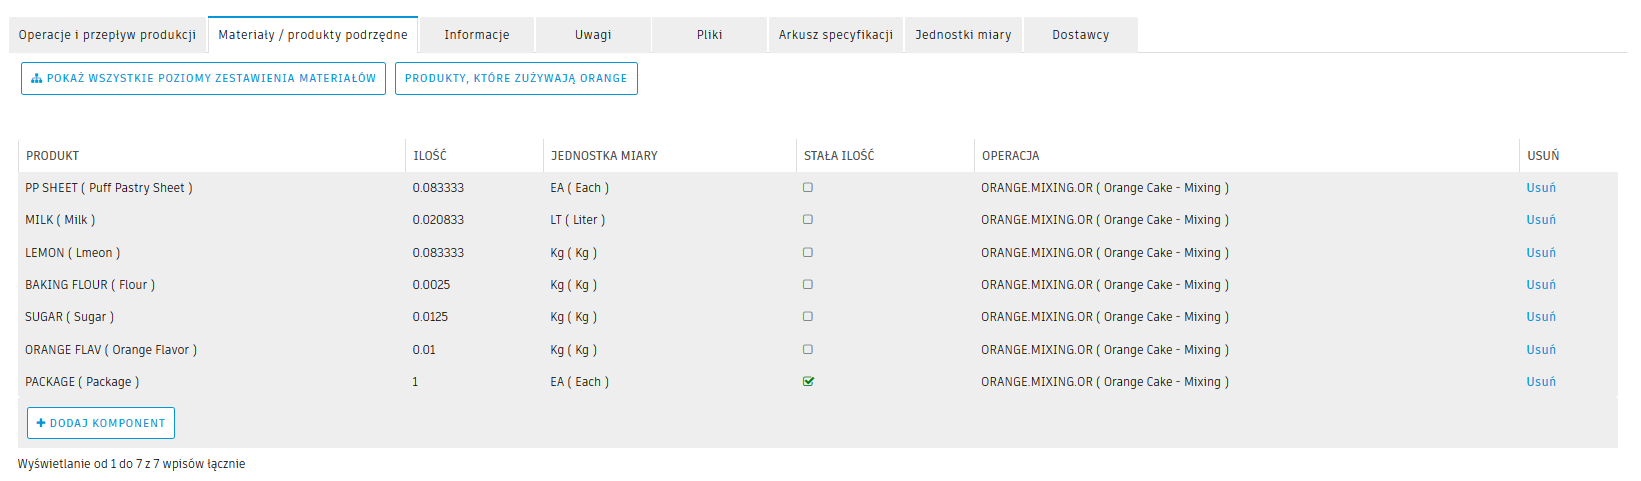 Operacje i przepływ produkcji Materiały / produkty podrzędne Informacje Uwagi Pliki Arkusz specyfikacji Jednostki miary Dostawcy
POKAŻ WSZYSTKIE POZIOMY ZESTAWIENIA MATERIAŁÓW PRODUKTY, KTÓRE ZUŻYWAJĄ ORANGE
PRODUKT ILOŚĆ JEDNOSTKA MIARY STAŁA ILOŚĆ OPERACJA USUŃ
PP SHEET ( Puff Pastry Sheet ) 0.083333 EA ( Each ) ORANGE.MIXING.OR ( Orange Cake - Mixing ) Usuń
MILK ( Milk ) 0.020833 LT ( Liter ) ORANGE.MIXING.OR ( Orange Cake - Mixing ) Usuń
LEMON ( Lmeon ) 0.083333 Kg ( Kg ) ORANGE.MIXING.OR ( Orange Cake - Mixing ) Usuń
BAKING FLOUR ( Flour ) 0.0025 Kg ( Kg ) ORANGE.MIXING.OR ( Orange Cake - Mixing ) Usuń
SUGAR ( Sugar ) 0.0125 Kg ( Kg ) ORANGE.MIXING.OR ( Orange Cake - Mixing ) Usuń
ORANGE FLAV ( Orange Flavor ) 0.01 Kg ( Kg ) ORANGE.MIXING.OR ( Orange Cake - Mixing ) Usuń
PACKAGE ( Package ) 1 EA ( Each ) ORANGE.MIXING.OR ( Orange Cake - Mixing ) Usuń
DODAJ KOMPONENT
Wyświetlanie od 1 do 7 z 7 wpisów łącznie